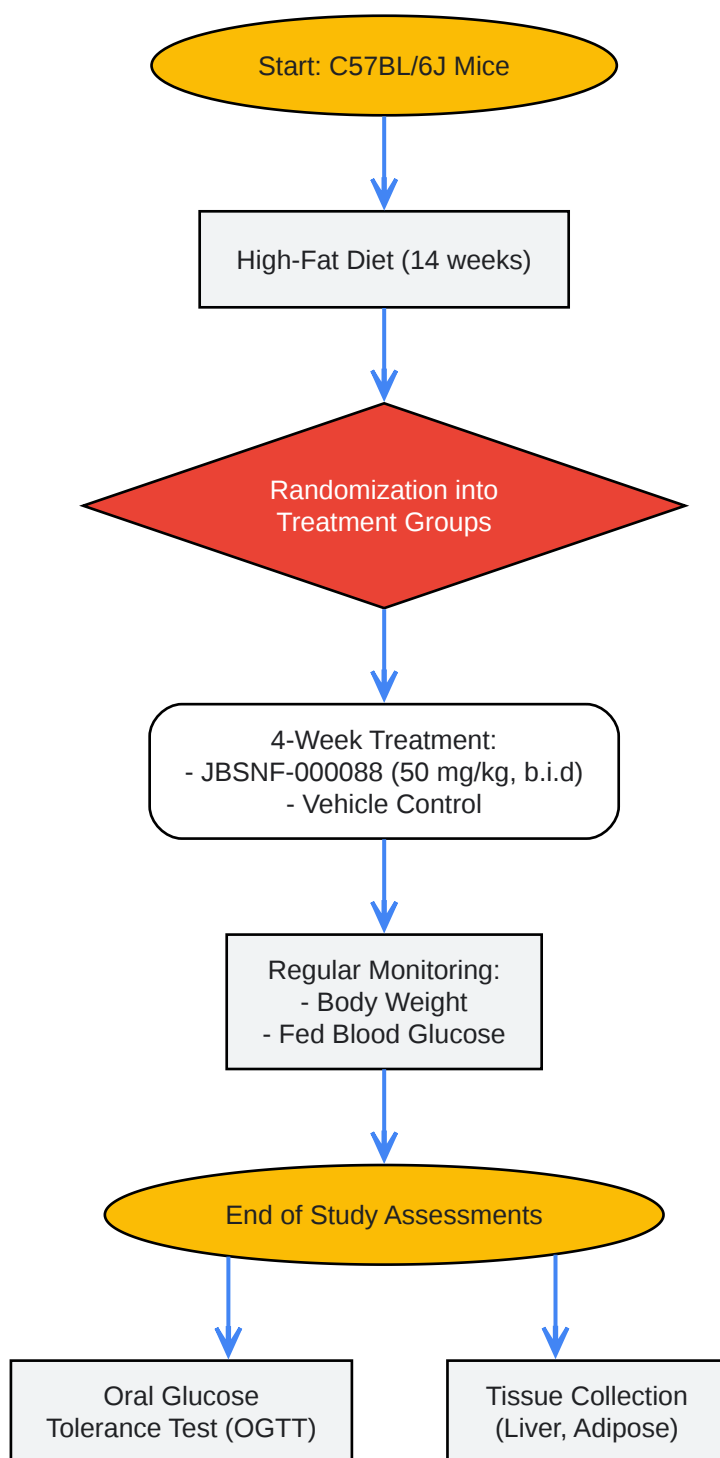 Start: C57BL/6J Mice
High-Fat Diet (14 weeks)
Randomization into
Treatment Groups
4-Week Treatment:
- JBSNF-000088 (50 mg/kg, b.i.d)
- Vehicle Control
Regular Monitoring:
- Body Weight
- Fed Blood Glucose
End of Study Assessments
Oral Glucose
Tolerance Test (OGTT)
Tissue Collection
(Liver, Adipose)